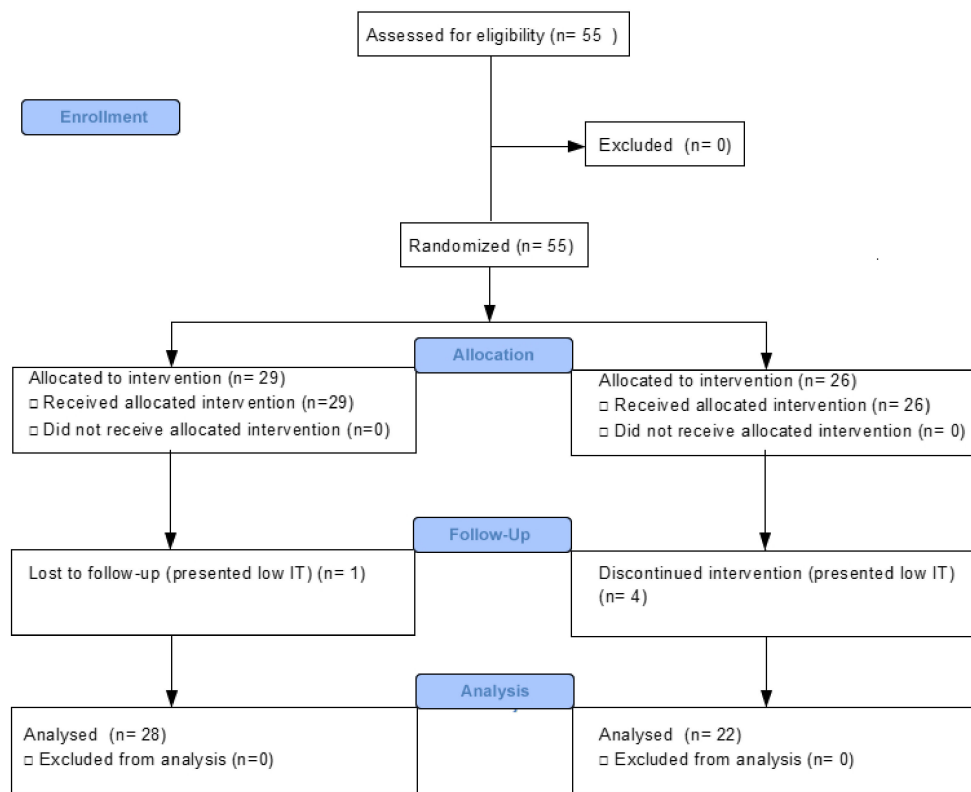 Assessed for eligibility (n= 55 )
Enrollment
Excluded (n= 0)
Randomized (n= 55)
Allocation
Allocated to intervention (n= 29)
□ Received allocated intervention (n=29)
□ Did not receive allocated intervention (n=0)
Allocated to intervention (n= 26)
□ Received allocated intervention (n= 26)
□ Did not receive allocated intervention (n= 0)
Follow-Up
Lost to follow-up (presented low IT) (n= 1)
Discontinued intervention (presented low IT)
(n= 4)
Analysis
Analysed (n= 28)
□ Excluded from analysis (n=0)
Analysed (n= 22)
□ Excluded from analysis (n= 0)